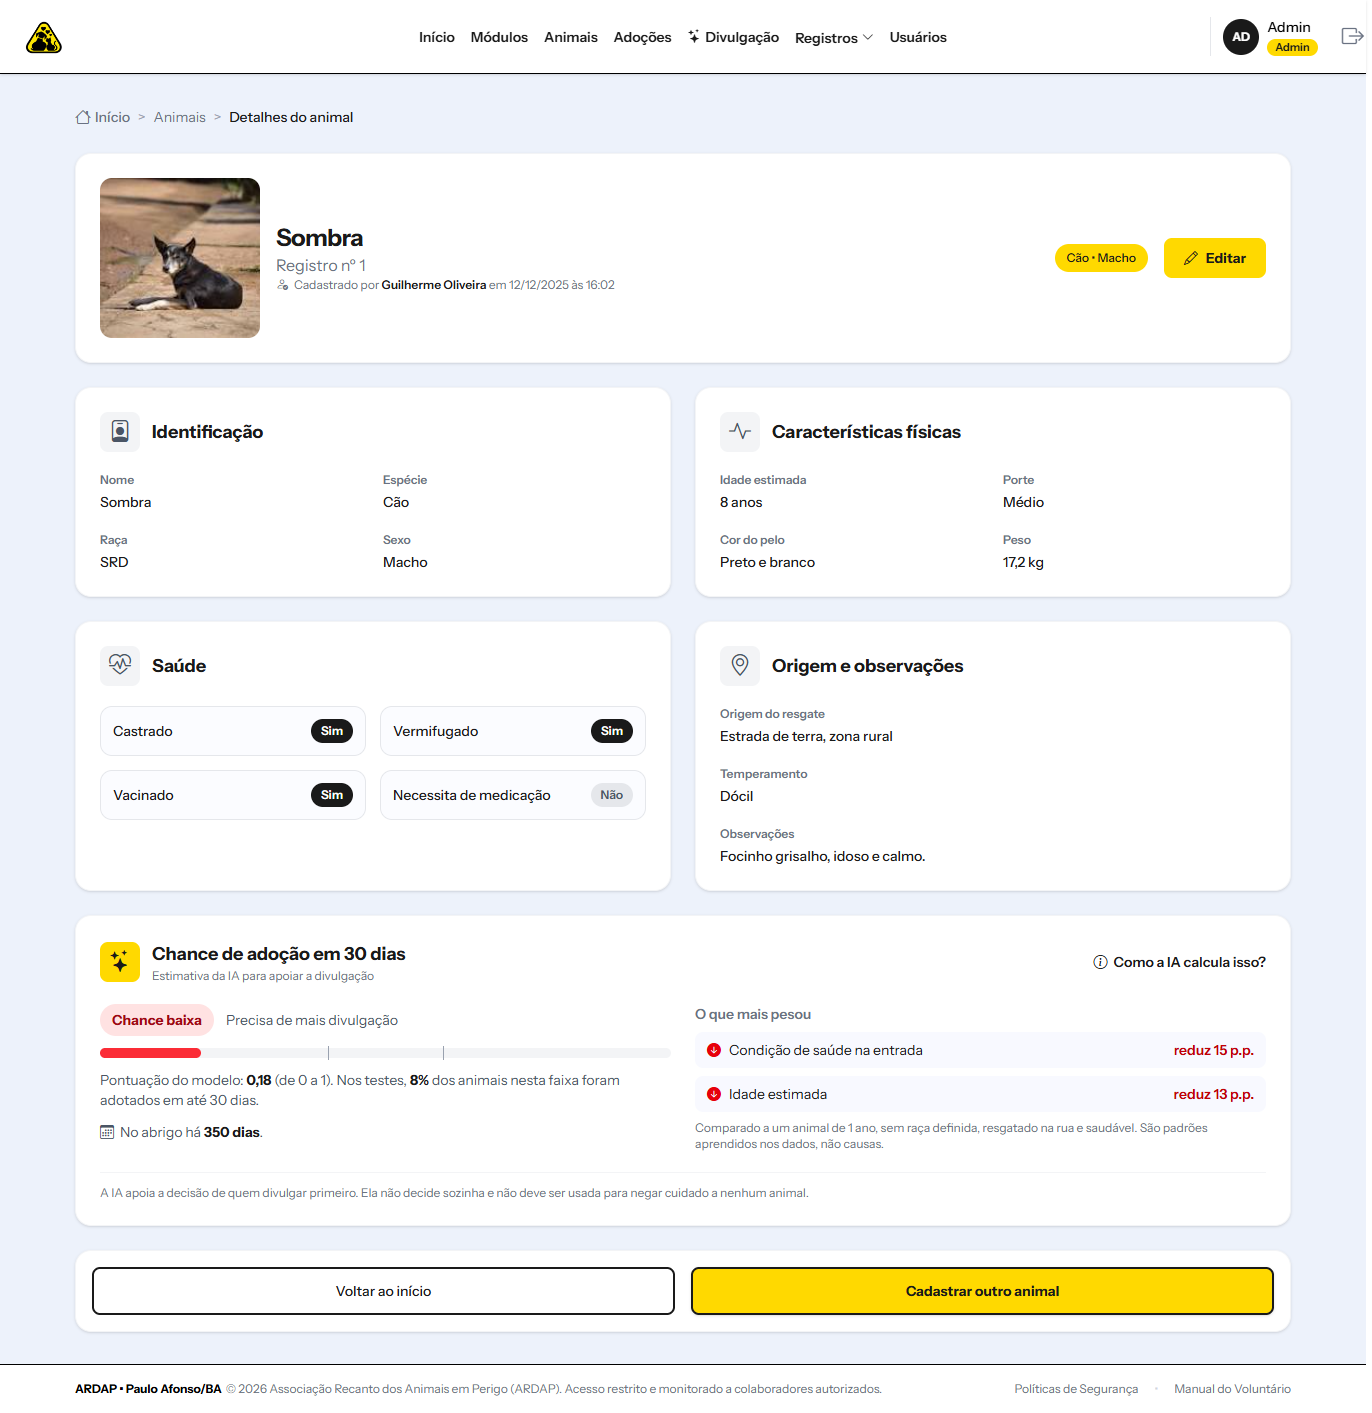 Início Módulos Animais Adoções Divulgação Registros Usuários
AD Admin
Admin
Início > Animais > Detalhes do animal
Sombra
Registro nº 1
Cadastrado por Guilherme Oliveira em 12/12/2025 às 16:02
Cão • Macho
Editar
Identificação
Nome
Sombra
Espécie
Cão
Raça
SRD
Sexo
Macho
Características físicas
Idade estimada
8 anos
Porte
Médio
Cor do pelo
Preto e branco
Peso
17,2 kg
Saúde
Castrado Sim
Vermifugado Sim
Vacinado Sim
Necessita de medicação Não
Origem e observações
Origem do resgate
Estrada de terra, zona rural
Temperamento
Dócil
Observações
Focinho grisalho, idoso e calmo.
Chance de adoção em 30 dias
Estimativa da IA para apoiar a divulgação
Como a IA calcula isso?
Chance baixa Precisa de mais divulgação
Pontuação do modelo: 0,18 (de 0 a 1). Nos testes, 8% dos animais nesta faixa foram
adotados em até 30 dias.
No abrigo há 350 dias.
O que mais pesou
Condição de saúde na entrada reduz 15 p.p.
Idade estimada reduz 13 p.p.
Comparado a um animal de 1 ano, sem raça definida, resgatado na rua e saudável. São padrões
aprendidos nos dados, não causas.
A IA apoia a decisão de quem divulgar primeiro. Ela não decide sozinha e não deve ser usada para negar cuidado a nenhum animal.
Voltar ao início
Cadastrar outro animal
ARDAP • Paulo Afonso/BA © 2026 Associação Recanto dos Animais em Perigo (ARDAP). Acesso restrito e monitorado a colaboradores autorizados.
Políticas de Segurança • Manual do Voluntário